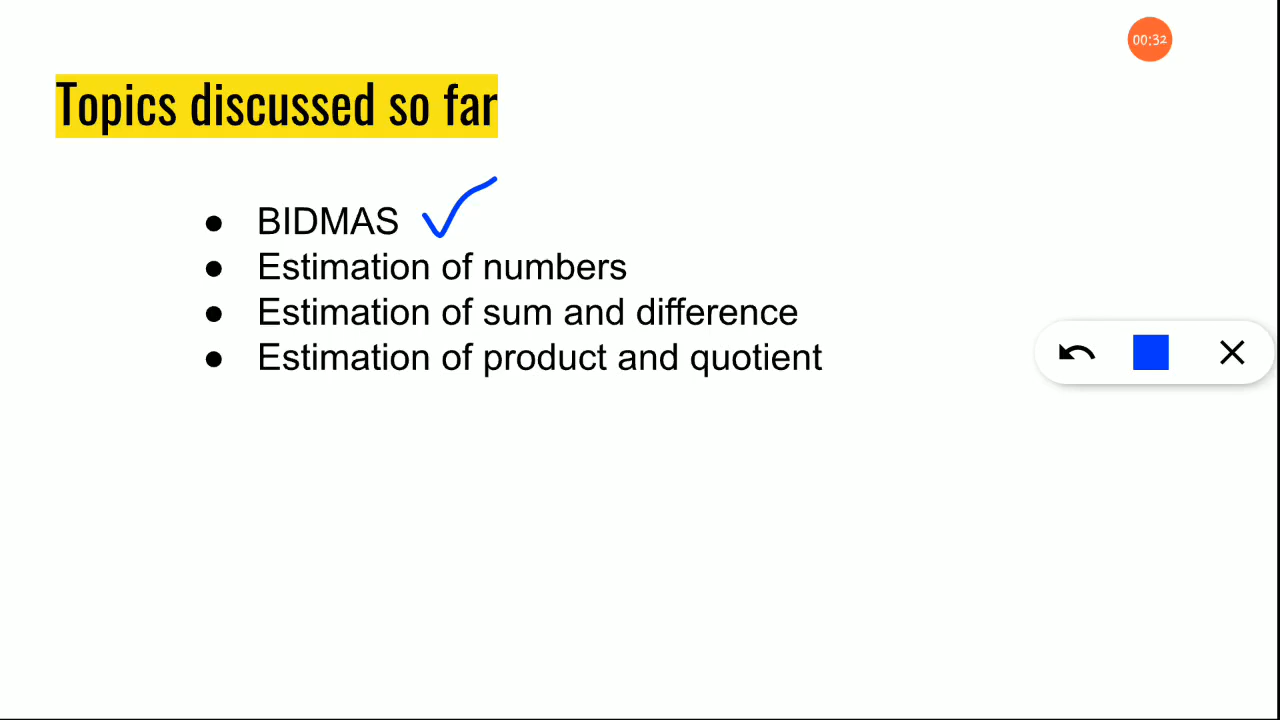 00:32
Topics discussed so far
● BIDMAS
● Estimation of numbers
● Estimation of sum and difference
● Estimation of product and quotient